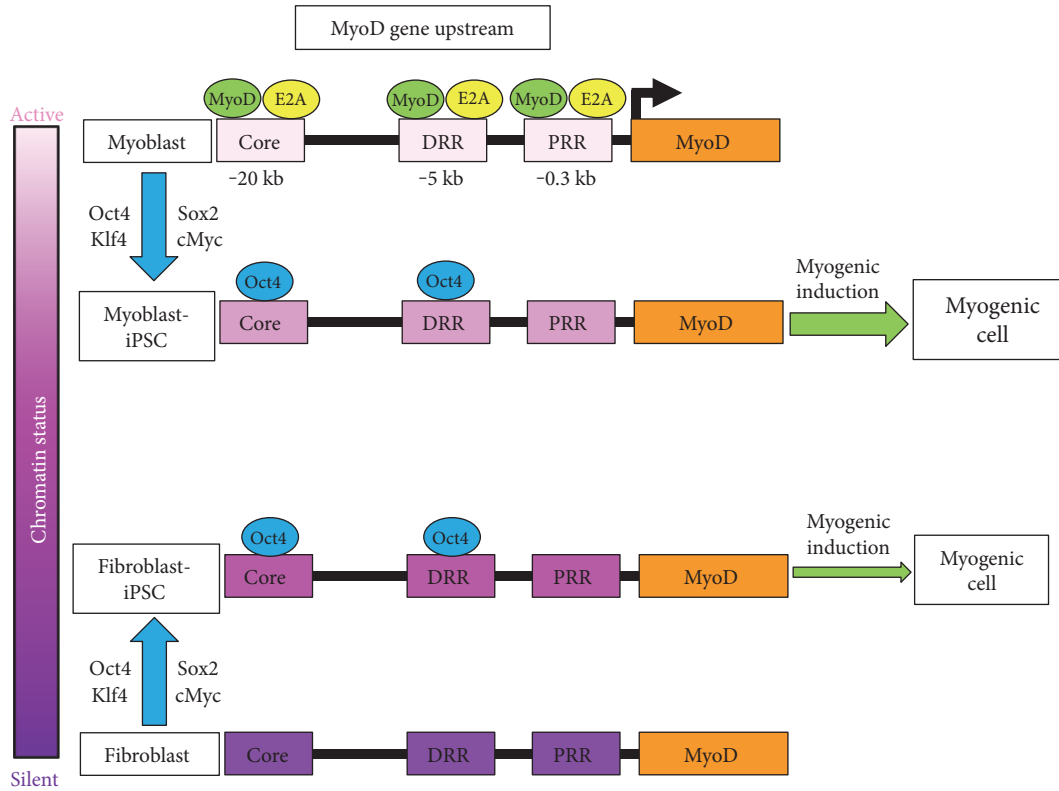 MyoD gene upstream
Active
MyoD E2A MyoD E2A MyoD E2A
Myoblast Core DRR PRR MyoD
-20 kb -5 kb -0.3 kb
Oct4 Sox2
Klf4 cMyc
Oct4 Oct4
Myoblast-
iPSC
Core DRR PRR MyoD
Myogenic
induction
Myogenic
cell
Chromatin status
Oct4 Oct4
Fibroblast-
iPSC
Core DRR PRR MyoD
Myogenic
induction
Myogenic
cell
Oct4 Sox2
Klf4 cMyc
Fibroblast Core DRR PRR MyoD
Silent